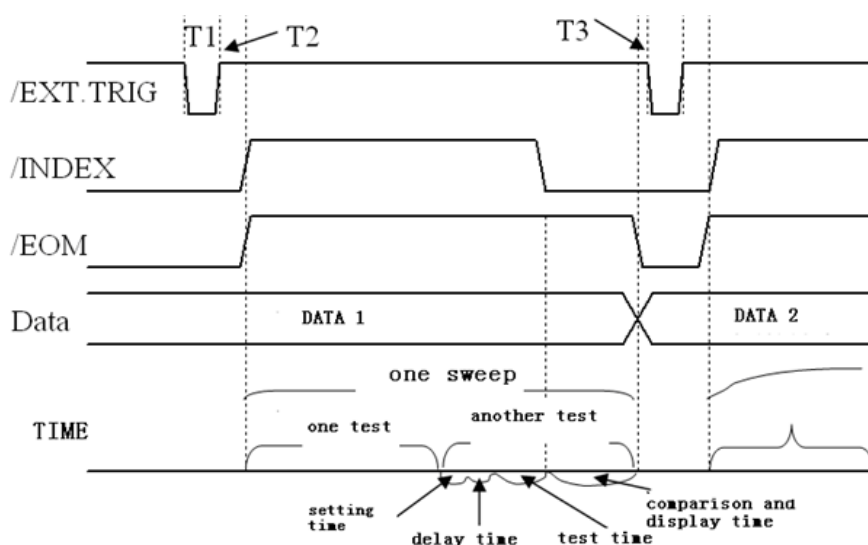 T1
T2
T3
/EXT.TRIG
/INDEX
/EOM
Data
DATA 1
DATA 2
one sweep
TIME
one test
another test
setting
time
delay time
test time
comparison and
display time